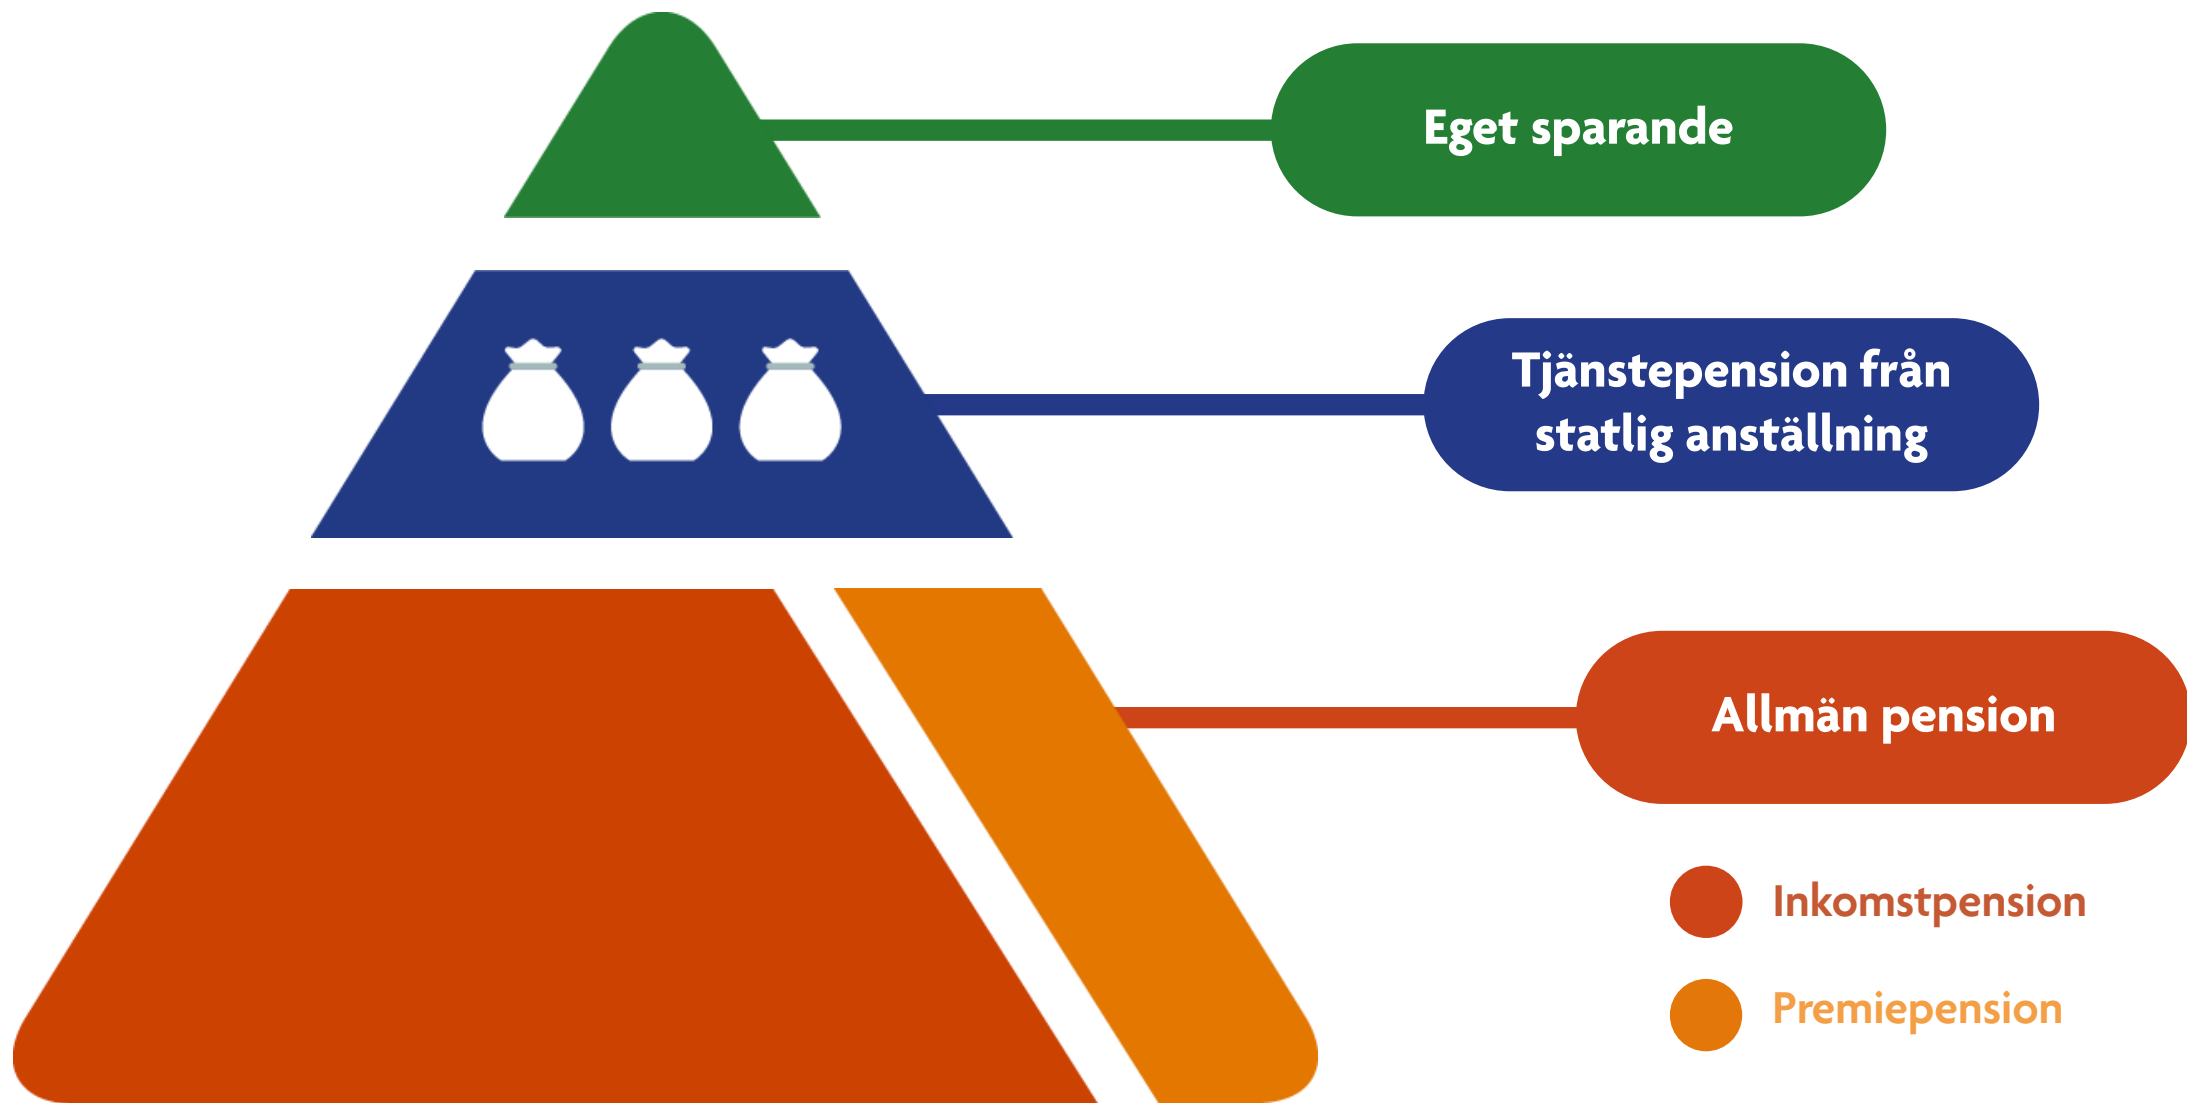 Eget sparande
Tjänstepension från
statlig anställning
Allmän pension
Inkomstpension
Premiepension